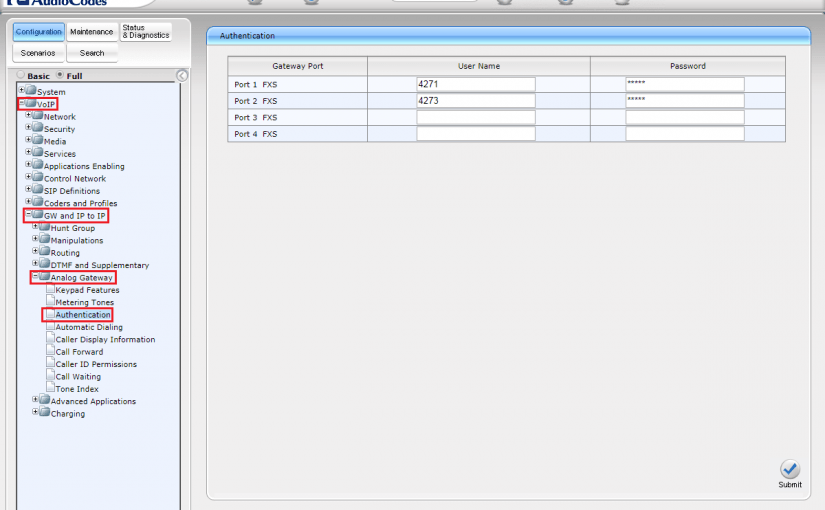 AudioCodes
Configuration Maintenance Status & Diagnostics
Scenarios Search
Basic Full
System
VoIP
Network
Security
Media
Services
Applications Enabling
Control Network
SIP Definitions
Coders and Profiles
GW and IP to IP
Hunt Group
Manipulations
Routing
DTMF and Supplementary
Analog Gateway
Keypad Features
Metering Tones
Authentication
Automatic Dialing
Caller Display Information
Call Forward
Caller ID Permissions
Call Waiting
Tone Index
Advanced Applications
Charging
Authentication
Gateway Port User Name Password
Port 1 FXS 4271 *****
Port 2 FXS 4273 *****
Port 3 FXS
Port 4 FXS
Submit